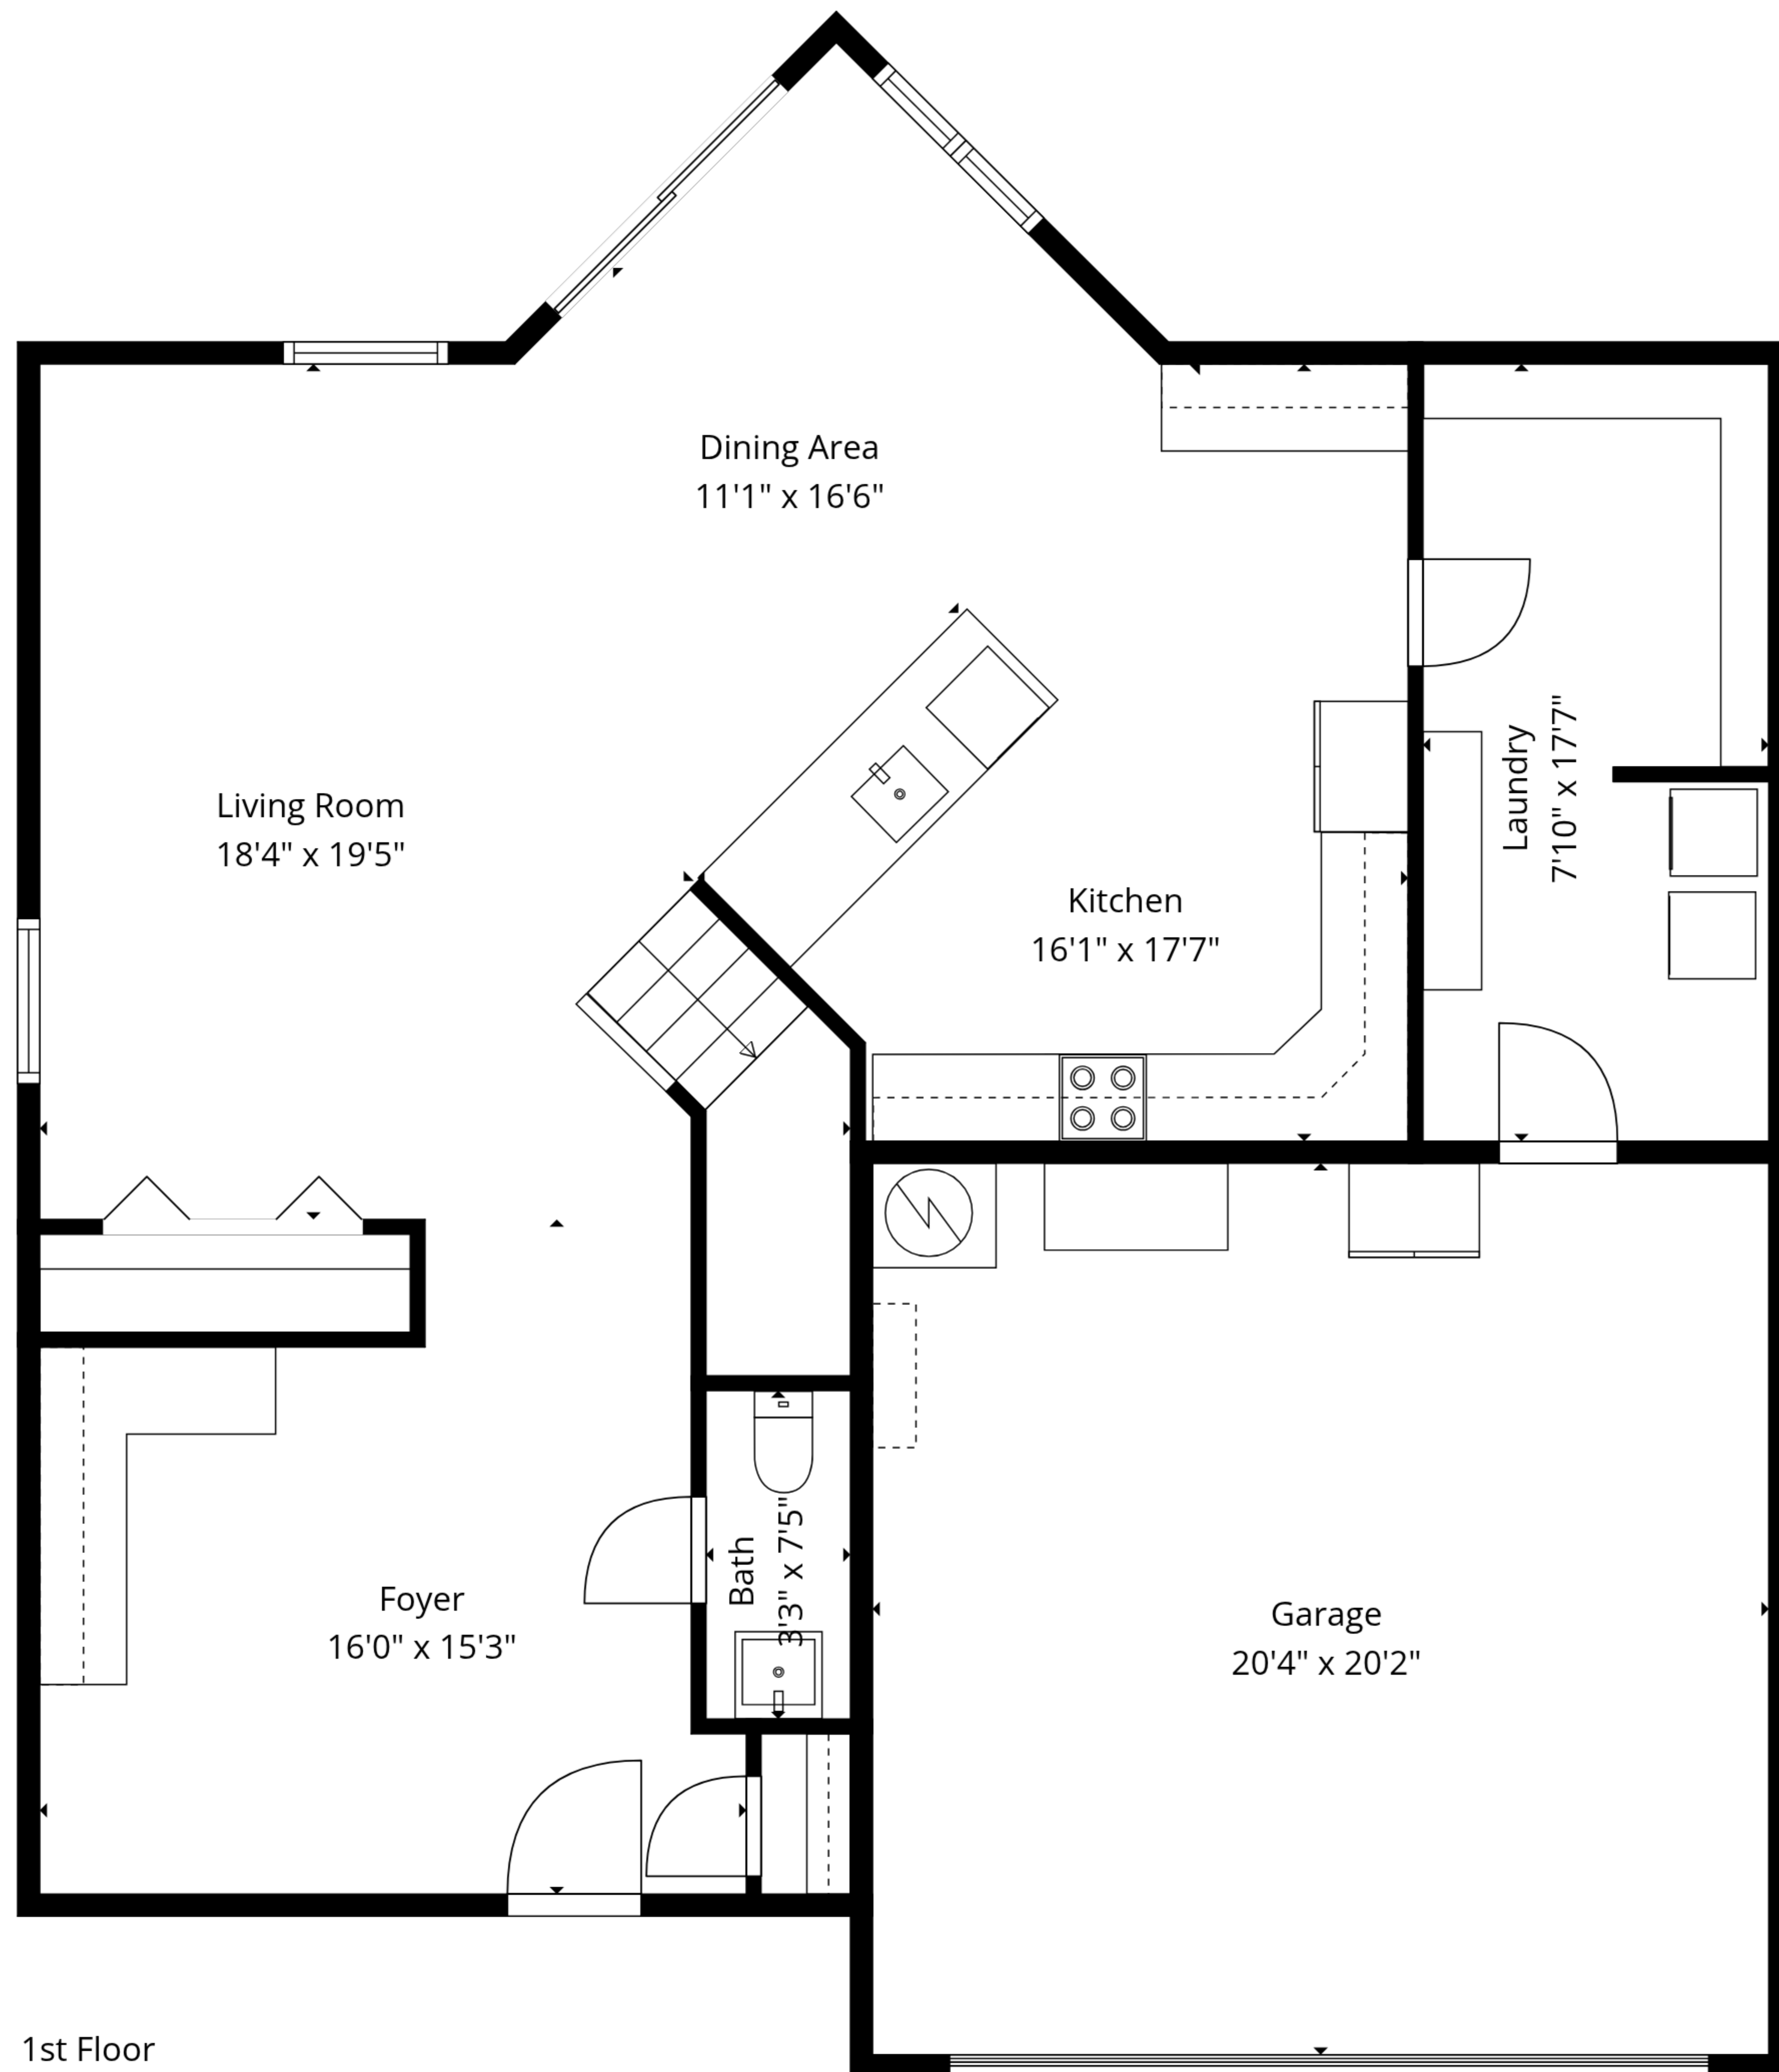 Dining Area
11'1" x 16'6"
Living Room
18'4" x 19'5"
Laundry
7'10" x 17'7"
Kitchen
16'1" x 17'7"
Bath
3'3" x 7'5"
Foyer
16'0" x 15'3"
Garage
20'4" x 20'2"
1st Floor